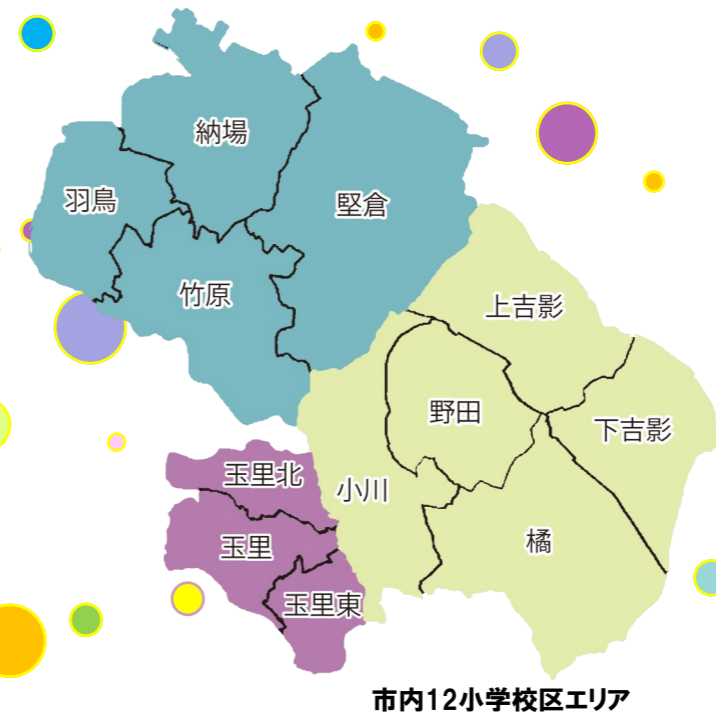 納場
羽鳥
堅倉
竹原
上吉影
野田
下吉影
玉里北
小川
玉里
橘
玉里東
市内12小学校区エリア